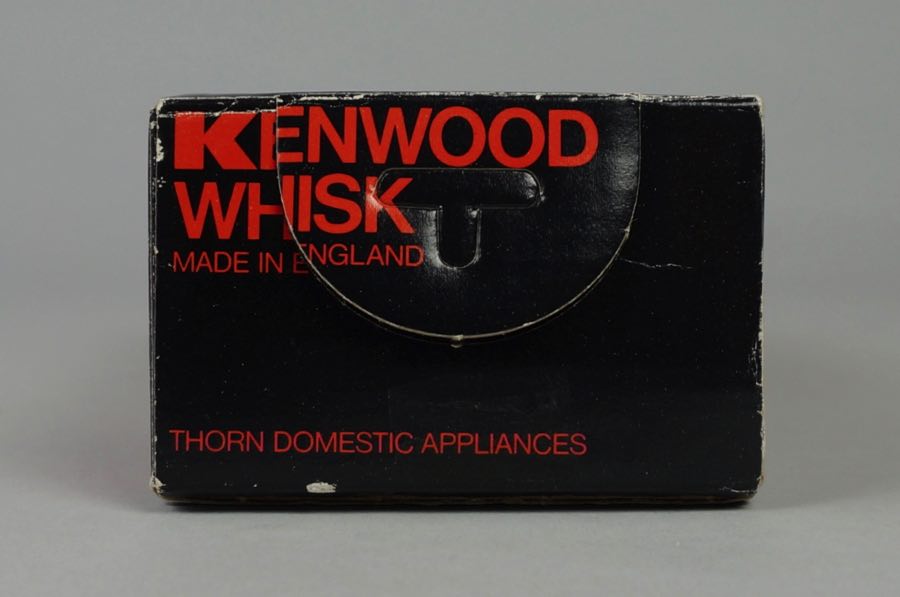 KENWOOD
WHISK
MADE IN ENGLAND
THORN DOMESTIC APPLIANCES